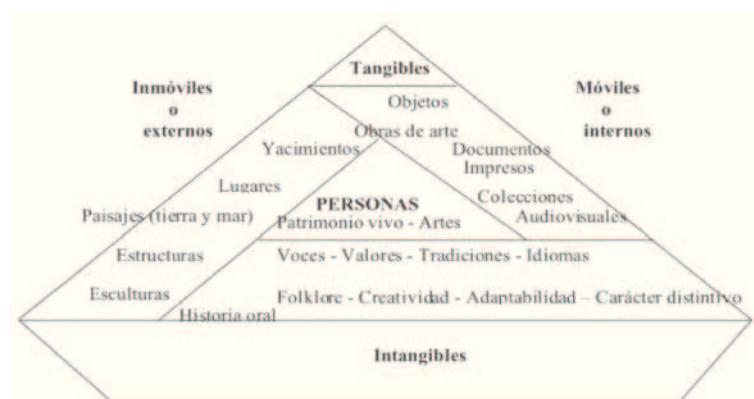 Tangibles
Inmóviles
o
externos
Móviles
o
internos
Objetos
Obras de arte
Yacimientos
Documentos
Impresos
Lugares
Colecciones
PERSONAS
Paisajes (tierra y mar)
Patrimonio vivo - Artes
Audiovisuales
Estructuras
Voces - Valores - Tradiciones - Idiomas
Esculturas
Folklore - Creatividad - Adaptabilidad – Carácter distintivo
Historia oral
Intangibles